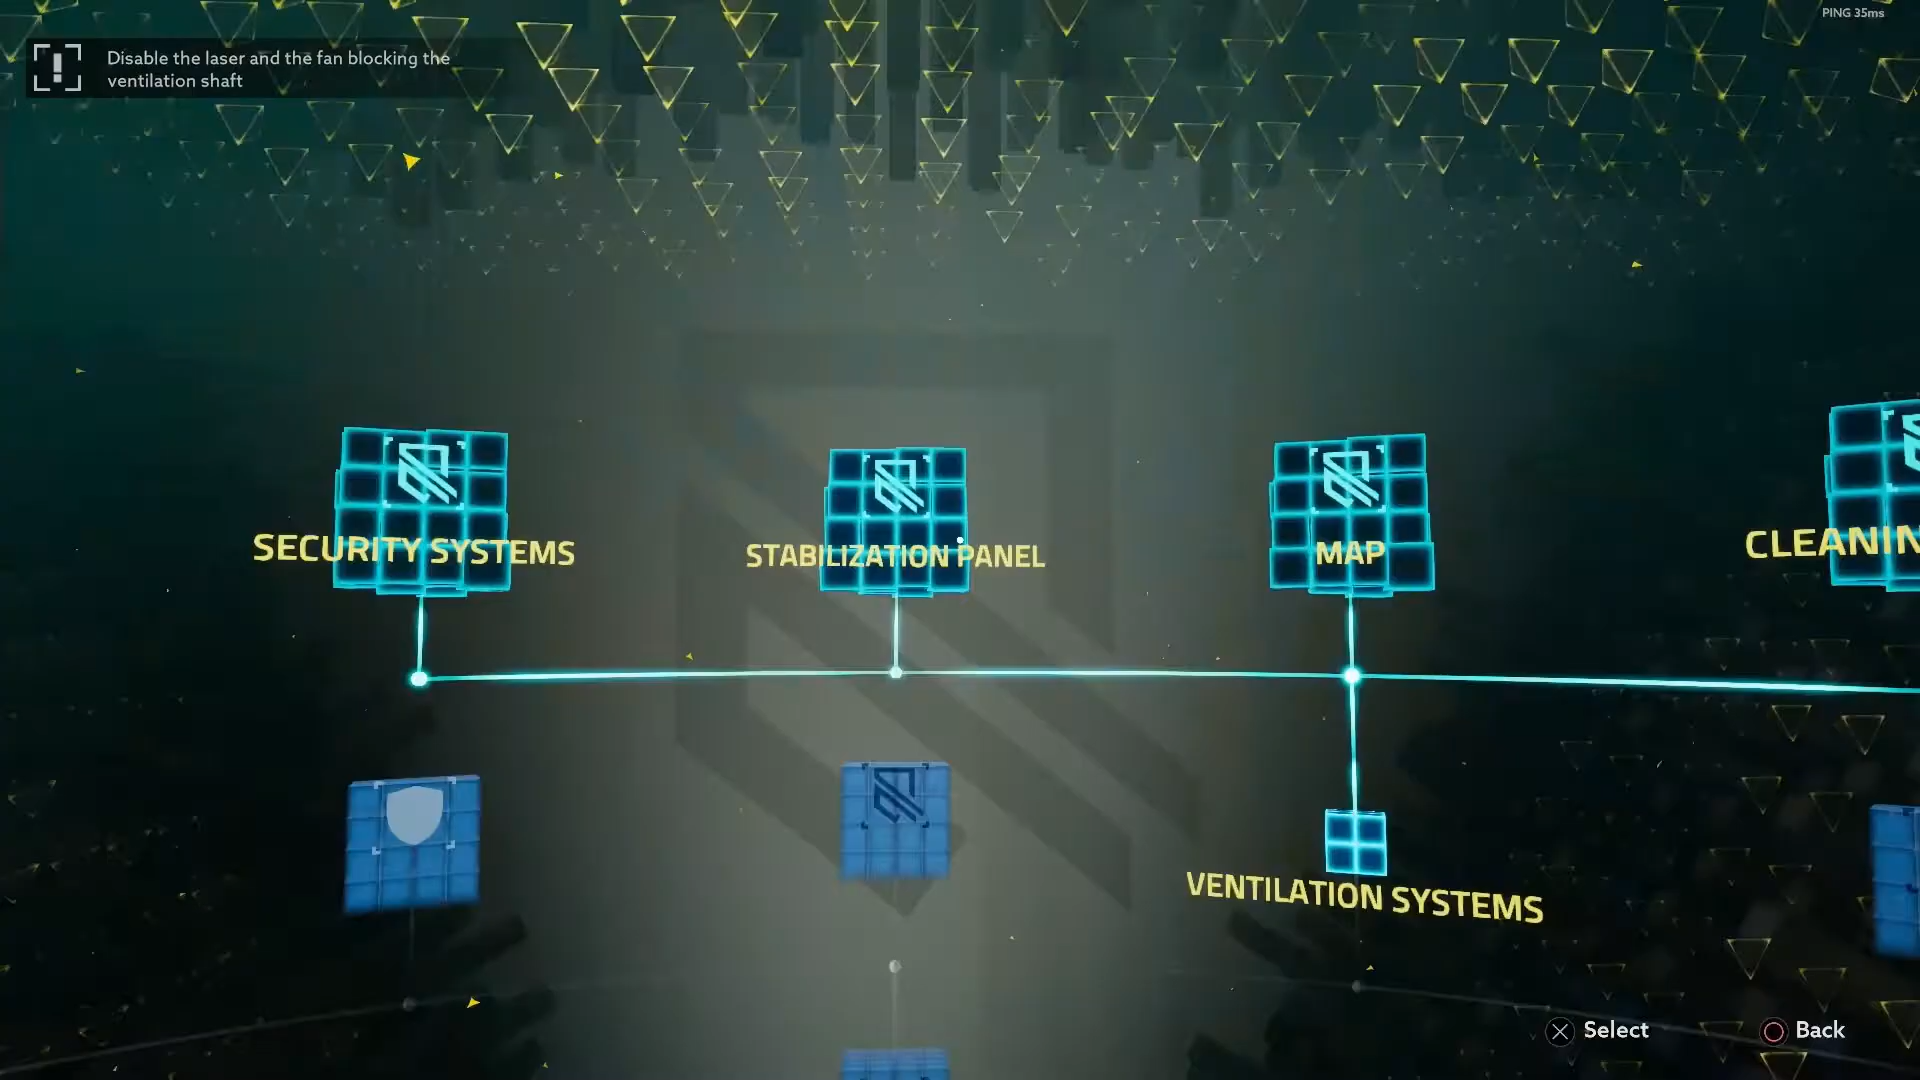 PING 35ms
Disable the laser and the fan blocking the
ventilation shaft
SECURITY SYSTEMS
STABILIZATION PANEL
MAP
CLEANIN
VENTILATION SYSTEMS
Select
Back